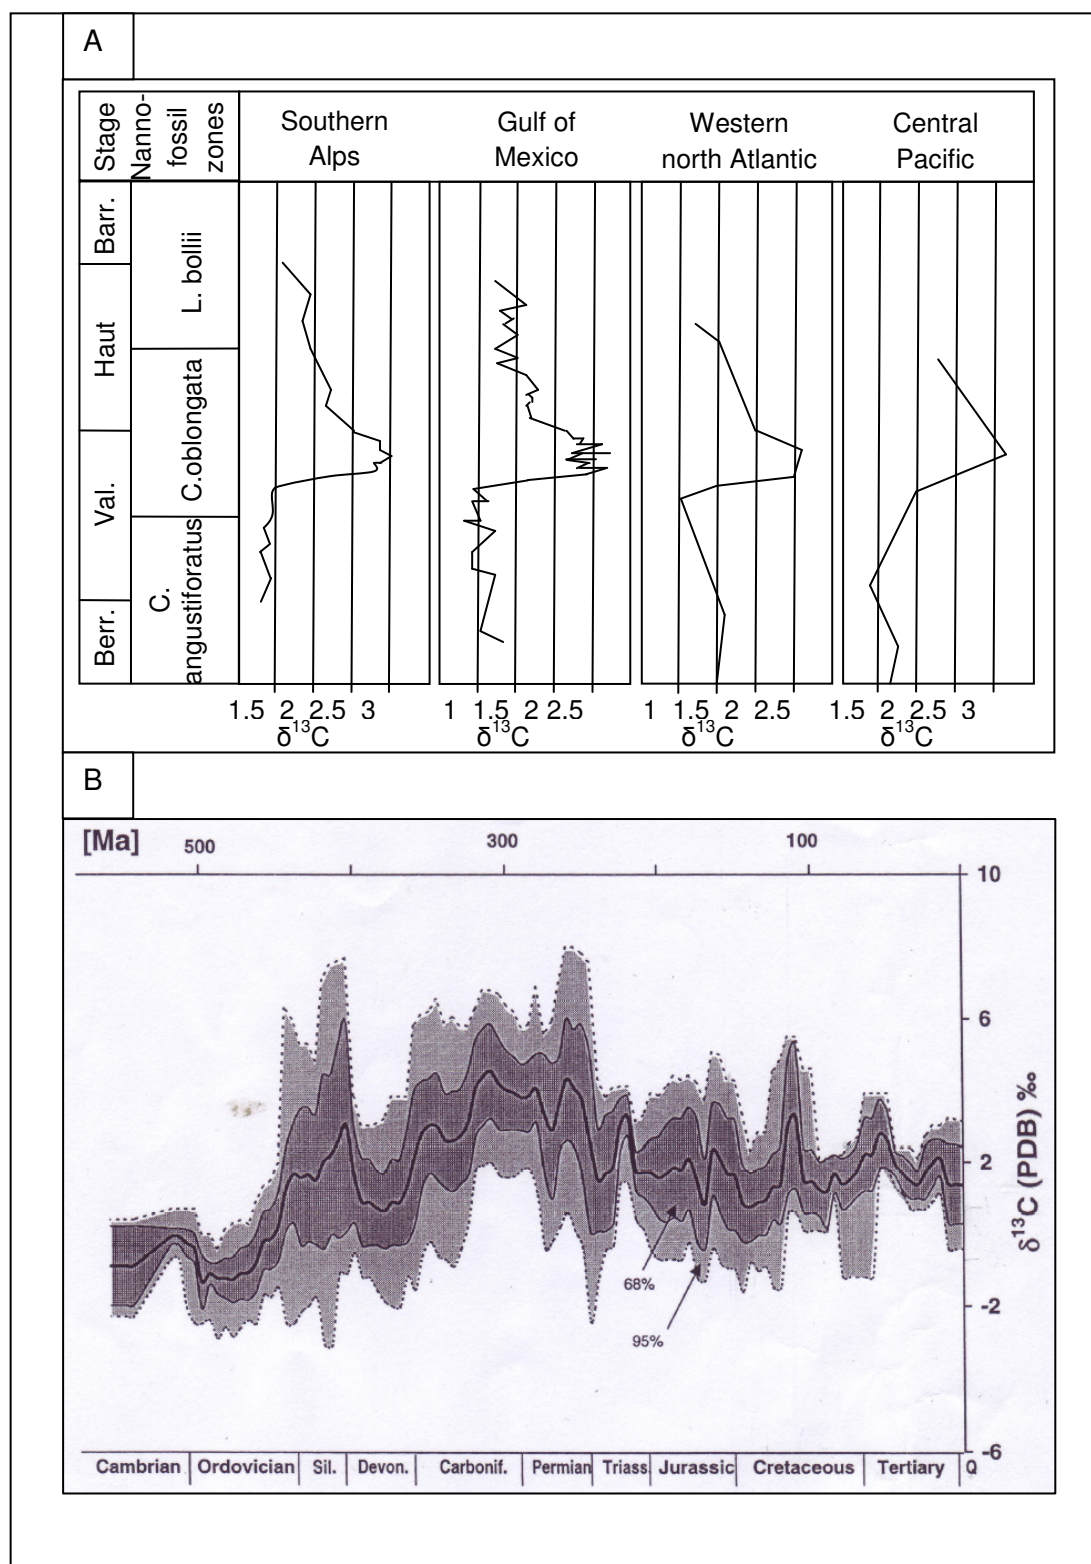 A
Stage
Nanno-
fossil
zones
Southern
Alps
Gulf of
Mexico
Western
north Atlantic
Central
Pacific
Barr.
Haut
Val.
Berr.
L. bollii
C.oblongata
C.
angustiforatus
1.5 2 2.5 3
δ¹³C
1 1.5 2 2.5
δ¹³C
1 1.5 2 2.5
δ¹³C
1.5 2 2.5 3
δ¹³C
B
[Ma] 500 300 100
10
6
2
-2
-6
δ¹³C (PDB) ‰
68%
95%
Cambrian Ordovician Sil. Devon. Carbonif. Permian Triass. Jurassic Cretaceous Tertiary Q